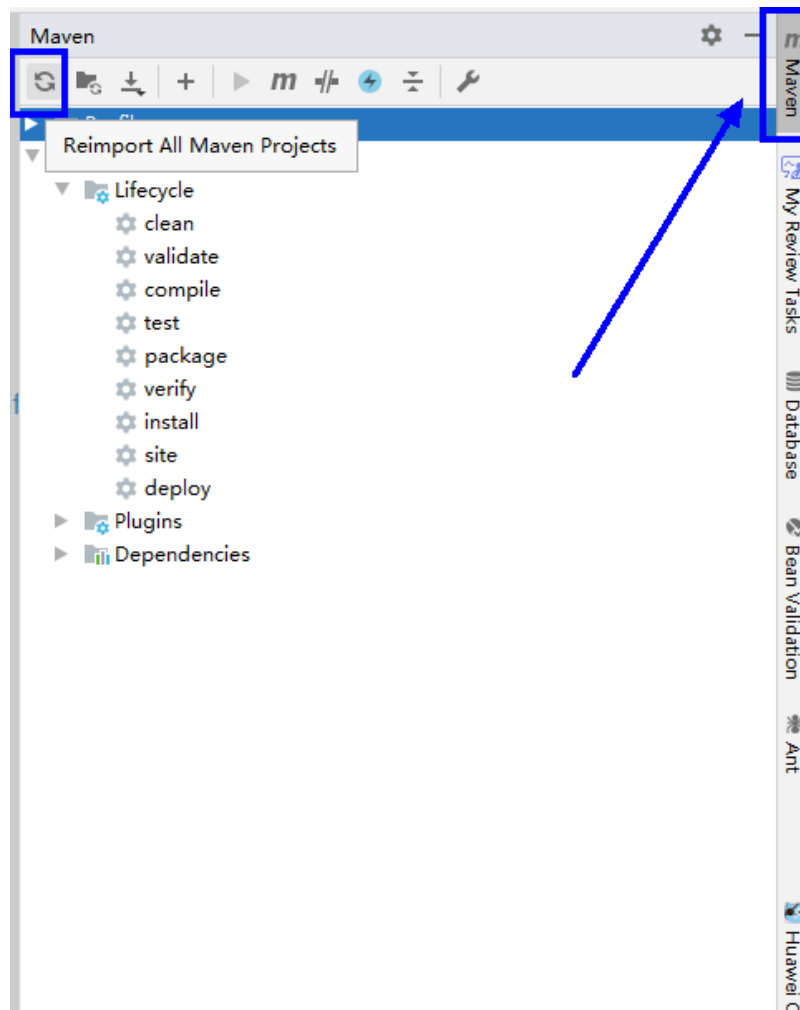 Maven
Reimport All Maven Projects
Lifecycle
clean
validate
compile
test
package
verify
install
site
deploy
Plugins
Dependencies
Maven
My Review Tasks
Database
Bean Validation
Ant
Huawei